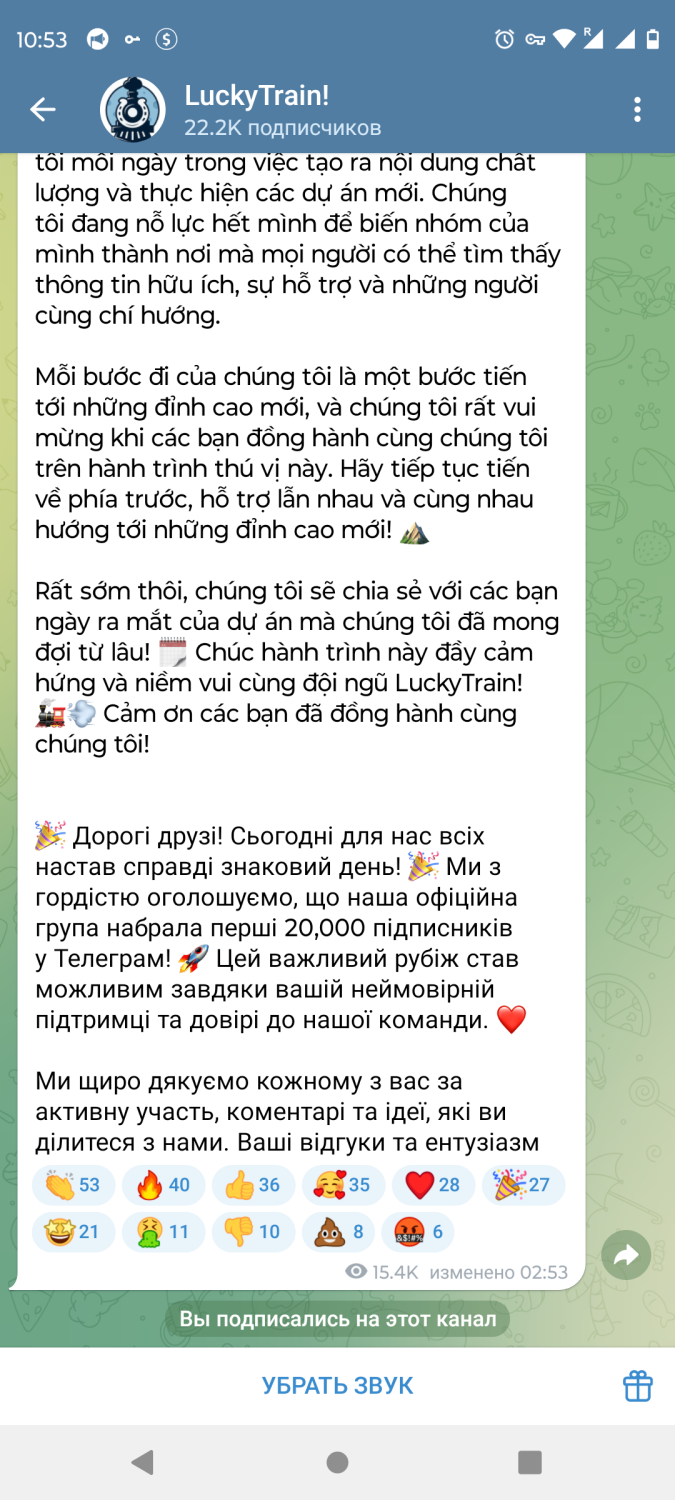 10:53
R
LuckyTrain!
22.2K подписчиков
tôi mỗi ngày trong việc tạo ra nội dung chất
lượng và thực hiện các dự án mới. Chúng
tôi đang nỗ lực hết mình để biến nhóm của
mình thành nơi mà mọi người có thể tìm thấy
thông tin hữu ích, sự hỗ trợ và những người
cùng chí hướng.
Mỗi bước đi của chúng tôi là một bước tiến
tới những đỉnh cao mới, và chúng tôi rất vui
mừng khi các bạn đồng hành cùng chúng tôi
trên hành trình thú vị này. Hãy tiếp tục tiến
về phía trước, hỗ trợ lẫn nhau và cùng nhau
hướng tới những đỉnh cao mới! ⛰️
Rất sớm thôi, chúng tôi sẽ chia sẻ với các bạn
ngày ra mắt của dự án mà chúng tôi đã mong
đợi từ lâu! 🗓 Chúc hành trình này đầy cảm
hứng và niềm vui cùng đội ngũ LuckyTrain!
🚂💨 Cảm ơn các bạn đã đồng hành cùng
chúng tôi!
🎉 Дорогі друзі! Сьогодні для нас всіх
настав справді знаковий день! 🎉 Ми з
гордістю оголошуємо, що наша офіційна
група набрала перші 20,000 підписників
у Телеграм! 🚀 Цей важливий рубіж став
можливим завдяки вашій неймовірній
підтримці та довірі до нашої команди. ❤️
Ми щиро дякуємо кожному з вас за
активну участь, коментарі та ідеї, які ви
ділитеся з нами. Ваші відгуки та ентузіазм
👏 53 🔥 40 👍 36 🥰 35 ❤️ 28 🎉 27
🤩 21 🤮 11 👎 10 💩 8 🤬 6
15.4K изменено 02:53
Вы подписались на этот канал
УБРАТЬ ЗВУК